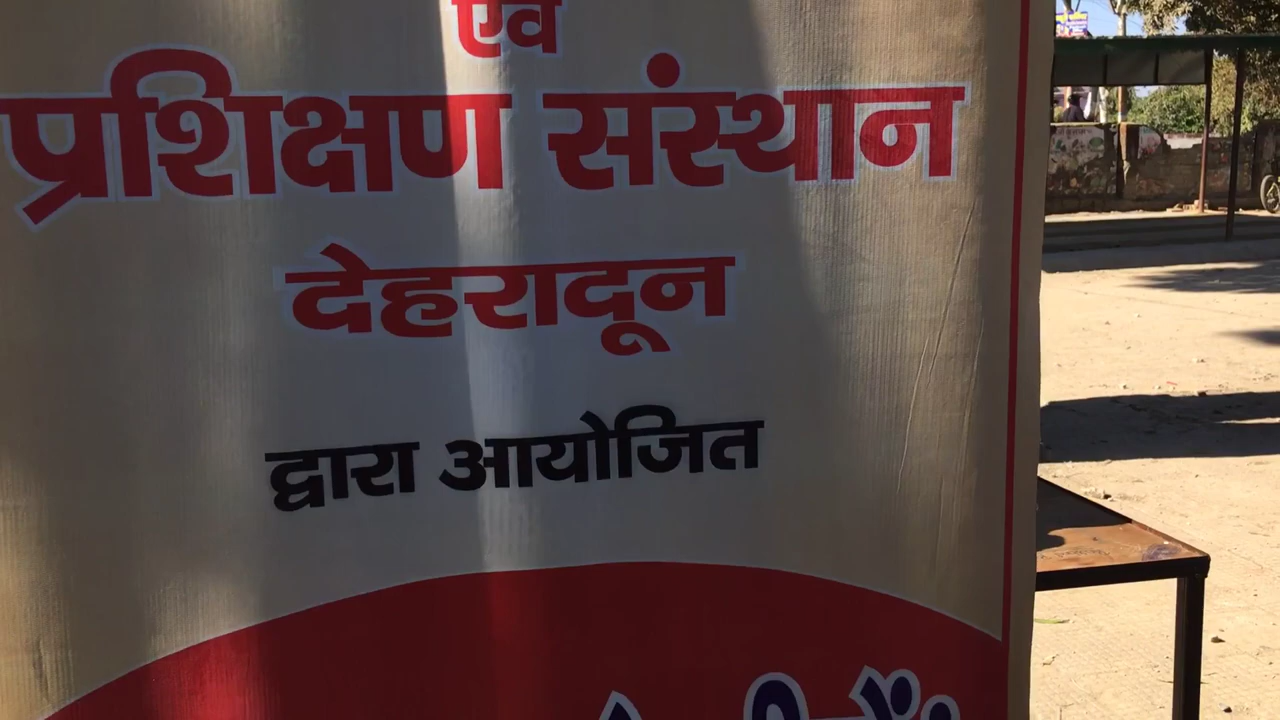 एवं
प्रशिक्षण संस्थान
देहरादून
द्वारा आयोजित